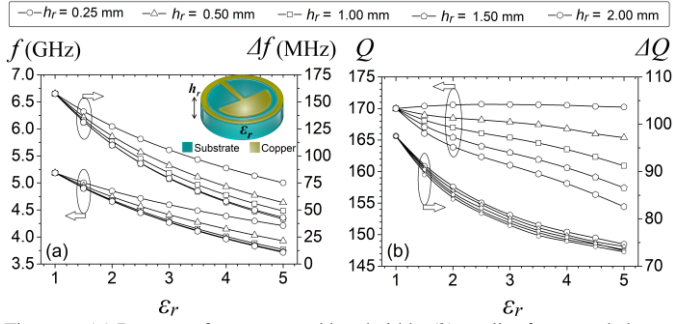 hr = 0.25 mm hr = 0.50 mm hr = 1.00 mm hr = 1.50 mm hr = 2.00 mm
f (GHz) Δf (MHz)
7.0 175
6.5 150
6.0 125
5.5 100
5.0 75
4.5 50
4.0 25
3.5 0
hr
εr
Substrate Copper
(a)
1 2 3 4 5
εr
Q ΔQ
175 110
170 100
165
160 90
155 80
150
145 70
(b)
1 2 3 4 5
εr